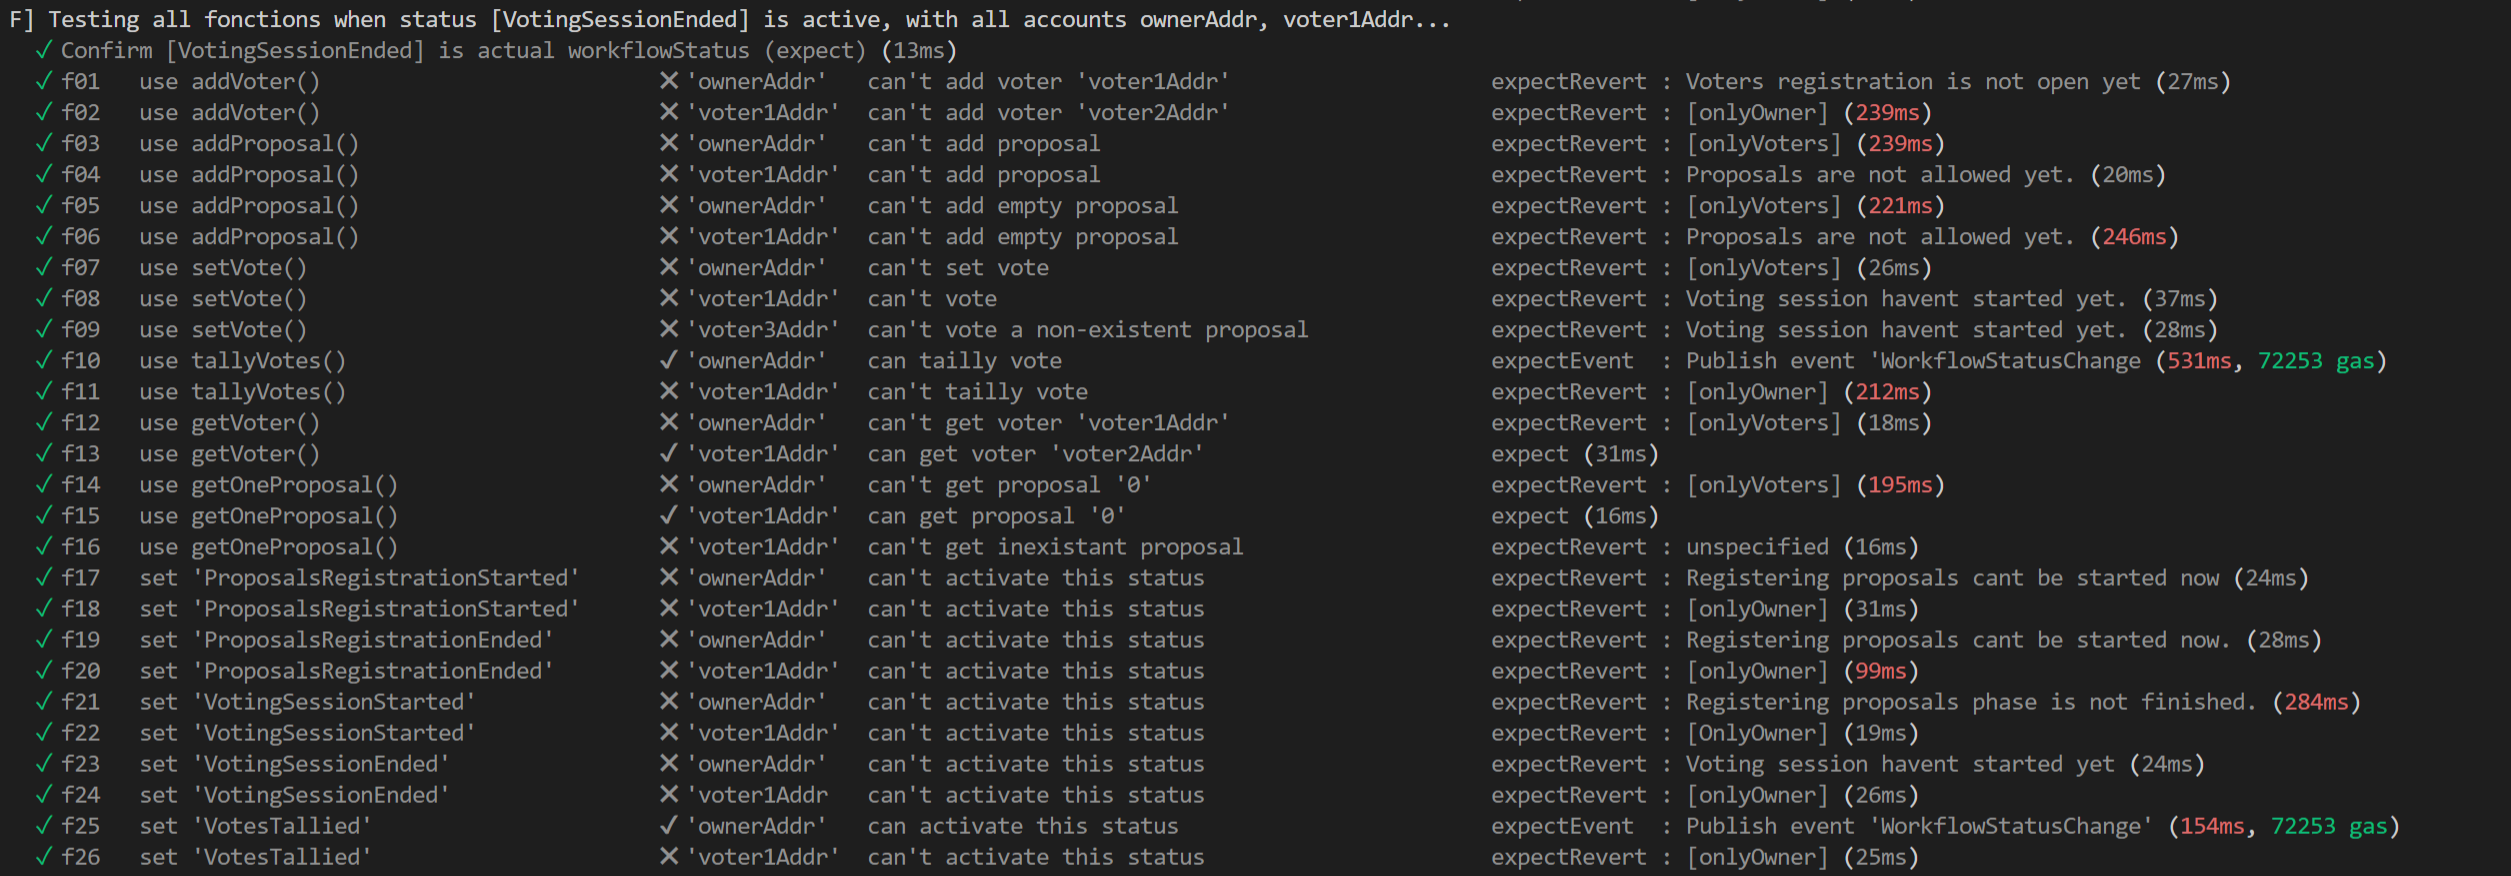 F] Testing all fonctions when status [VotingSessionEnded] is active, with all accounts ownerAddr, voter1Addr...
✓ Confirm [VotingSessionEnded] is actual workflowStatus (expect) (13ms)
✓ f01 use addVoter() ❌ 'ownerAddr' can't add voter 'voter1Addr' expectRevert : Voters registration is not open yet (27ms)
✓ f02 use addVoter() ❌ 'voter1Addr' can't add voter 'voter2Addr' expectRevert : [onlyOwner] (239ms)
✓ f03 use addProposal() ❌ 'ownerAddr' can't add proposal expectRevert : [onlyVoters] (239ms)
✓ f04 use addProposal() ❌ 'voter1Addr' can't add proposal expectRevert : Proposals are not allowed yet. (20ms)
✓ f05 use addProposal() ❌ 'ownerAddr' can't add empty proposal expectRevert : [onlyVoters] (221ms)
✓ f06 use addProposal() ❌ 'voter1Addr' can't add empty proposal expectRevert : Proposals are not allowed yet. (246ms)
✓ f07 use setVote() ❌ 'ownerAddr' can't set vote expectRevert : [onlyVoters] (26ms)
✓ f08 use setVote() ❌ 'voter1Addr' can't vote expectRevert : Voting session havent started yet. (37ms)
✓ f09 use setVote() ❌ 'voter3Addr' can't vote a non-existent proposal expectRevert : Voting session havent started yet. (28ms)
✓ f10 use tallyVotes() ✔ 'ownerAddr' can tailly vote expectEvent : Publish event 'WorkflowStatusChange (531ms, 72253 gas)
✓ f11 use tallyVotes() ❌ 'voter1Addr' can't tailly vote expectRevert : [onlyOwner] (212ms)
✓ f12 use getVoter() ❌ 'ownerAddr' can't get voter 'voter1Addr' expectRevert : [onlyVoters] (18ms)
✓ f13 use getVoter() ✔ 'voter1Addr' can get voter 'voter2Addr' expect (31ms)
✓ f14 use getOneProposal() ❌ 'ownerAddr' can't get proposal '0' expectRevert : [onlyVoters] (195ms)
✓ f15 use getOneProposal() ✔ 'voter1Addr' can get proposal '0' expect (16ms)
✓ f16 use getOneProposal() ❌ 'voter1Addr' can't get inexistant proposal expectRevert : unspecified (16ms)
✓ f17 set 'ProposalsRegistrationStarted' ❌ 'ownerAddr' can't activate this status expectRevert : Registering proposals cant be started now (24ms)
✓ f18 set 'ProposalsRegistrationStarted' ❌ 'voter1Addr' can't activate this status expectRevert : [onlyOwner] (31ms)
✓ f19 set 'ProposalsRegistrationEnded' ❌ 'ownerAddr' can't activate this status expectRevert : Registering proposals cant be started now. (28ms)
✓ f20 set 'ProposalsRegistrationEnded' ❌ 'voter1Addr' can't activate this status expectRevert : [onlyOwner] (99ms)
✓ f21 set 'VotingSessionStarted' ❌ 'ownerAddr' can't activate this status expectRevert : Registering proposals phase is not finished. (284ms)
✓ f22 set 'VotingSessionStarted' ❌ 'voter1Addr' can't activate this status expectRevert : [OnlyOwner] (19ms)
✓ f23 set 'VotingSessionEnded' ❌ 'ownerAddr' can't activate this status expectRevert : Voting session havent started yet (24ms)
✓ f24 set 'VotingSessionEnded' ❌ 'voter1Addr can't activate this status expectRevert : [onlyOwner] (26ms)
✓ f25 set 'VotesTallied' ✔ 'ownerAddr' can activate this status expectEvent : Publish event 'WorkflowStatusChange' (154ms, 72253 gas)
✓ f26 set 'VotesTallied' ❌ 'voter1Addr' can't activate this status expectRevert : [onlyOwner] (25ms)